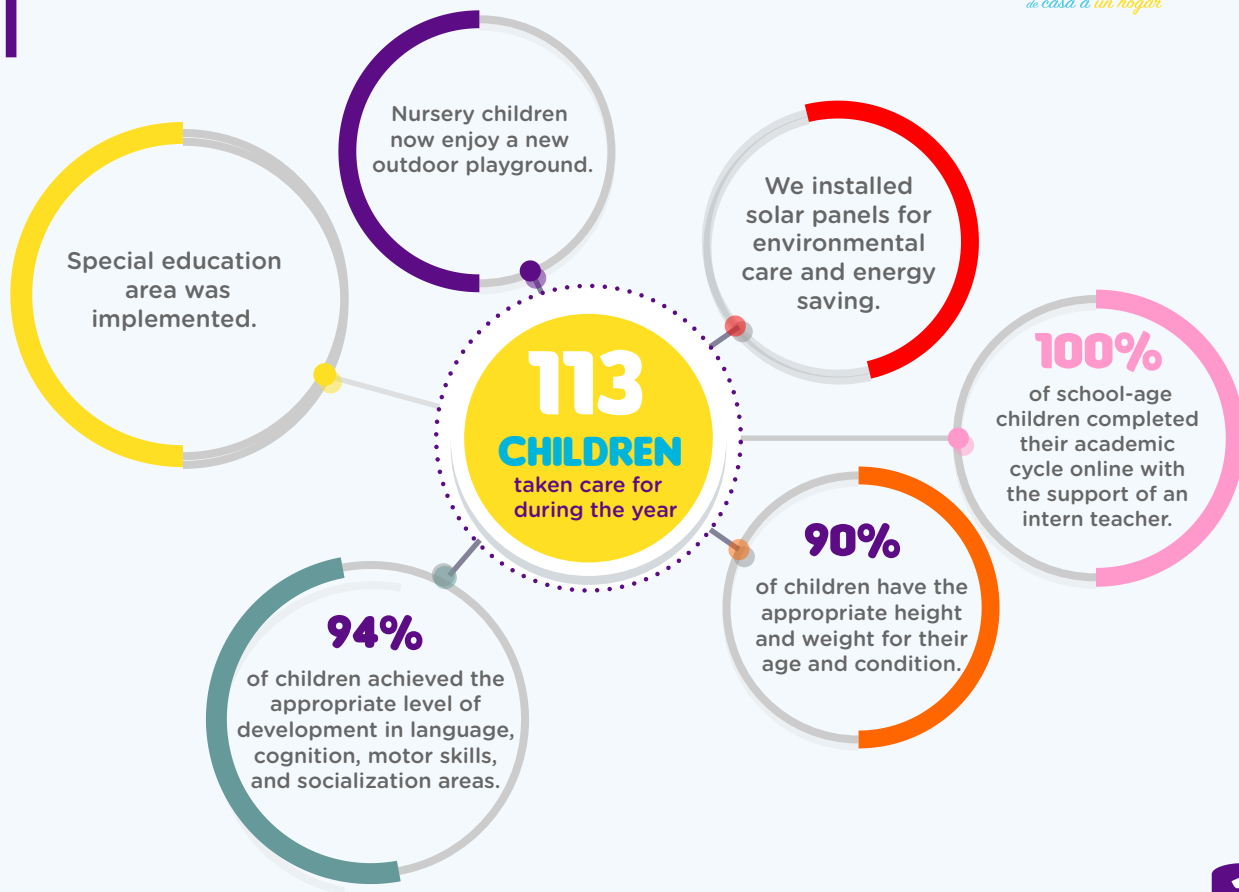 de casa a un hogar
Nursery children
now enjoy a new
outdoor playground.
Special education
area was
implemented.
We installed
solar panels for
environmental
care and energy
saving.
113
CHILDREN
taken care for
during the year
100%
of school-age
children completed
their academic
cycle online with
the support of an
intern teacher.
90%
of children have the
appropriate height
and weight for their
age and condition.
94%
of children achieved the
appropriate level of
development in language,
cognition, motor skills,
and socialization areas.